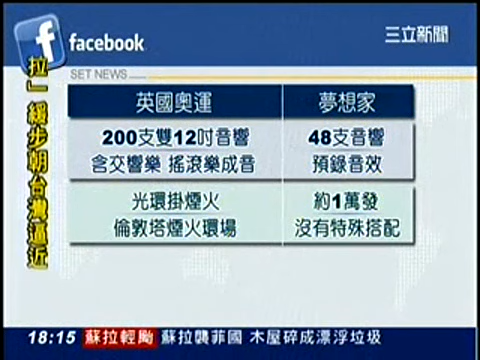 facebook
三立新聞
SET NEWS
拉」緩步朝台灣逼近
英國奧運 夢想家
200支雙12吋音響 48支音響
含交響樂 搖滾樂成音 預錄音效
光環掛煙火 約1萬發
倫敦塔煙火環場 沒有特殊搭配
18:15 蘇拉輕颱 蘇拉襲菲國 木屋碎成漂浮垃圾